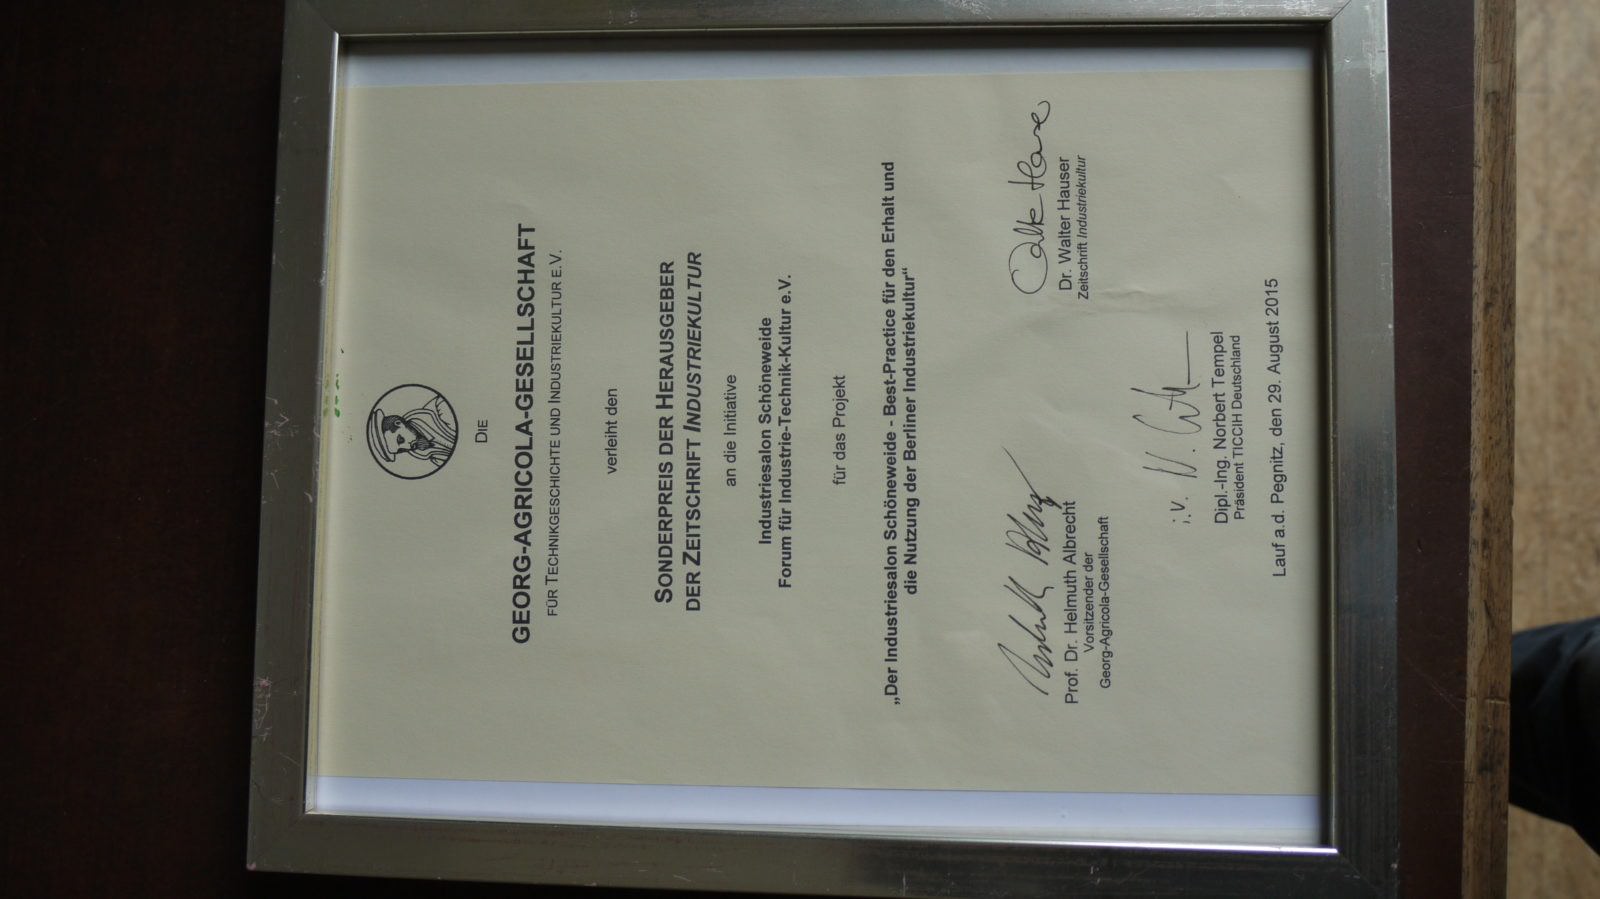 DIE
GEORG-AGRICOLA-GESELLSCHAFT
FÜR TECHNIKGESCHICHTE UND INDUSTRIEKULTUR E.V.
verleiht den
SONDERPREIS DER HERAUSGEBER
DER ZEITSCHRIFT INDUSTRIEKULTUR
an die Initiative
Industriesalon Schöneweide
Forum für Industrie-Technik-Kultur e.V.
für das Projekt
„Der Industriesalon Schöneweide - Best-Practice für den Erhalt und
die Nutzung der Berliner Industriekultur“
Prof. Dr. Helmuth Albrecht
Vorsitzender der
Georg-Agricola-Gesellschaft
Dr. Walter Hauser
Zeitschrift Industriekultur
i.V.
Dipl.-Ing. Norbert Tempel
Präsident TICCIH Deutschland
Lauf a.d. Pegnitz, den 29. August 2015